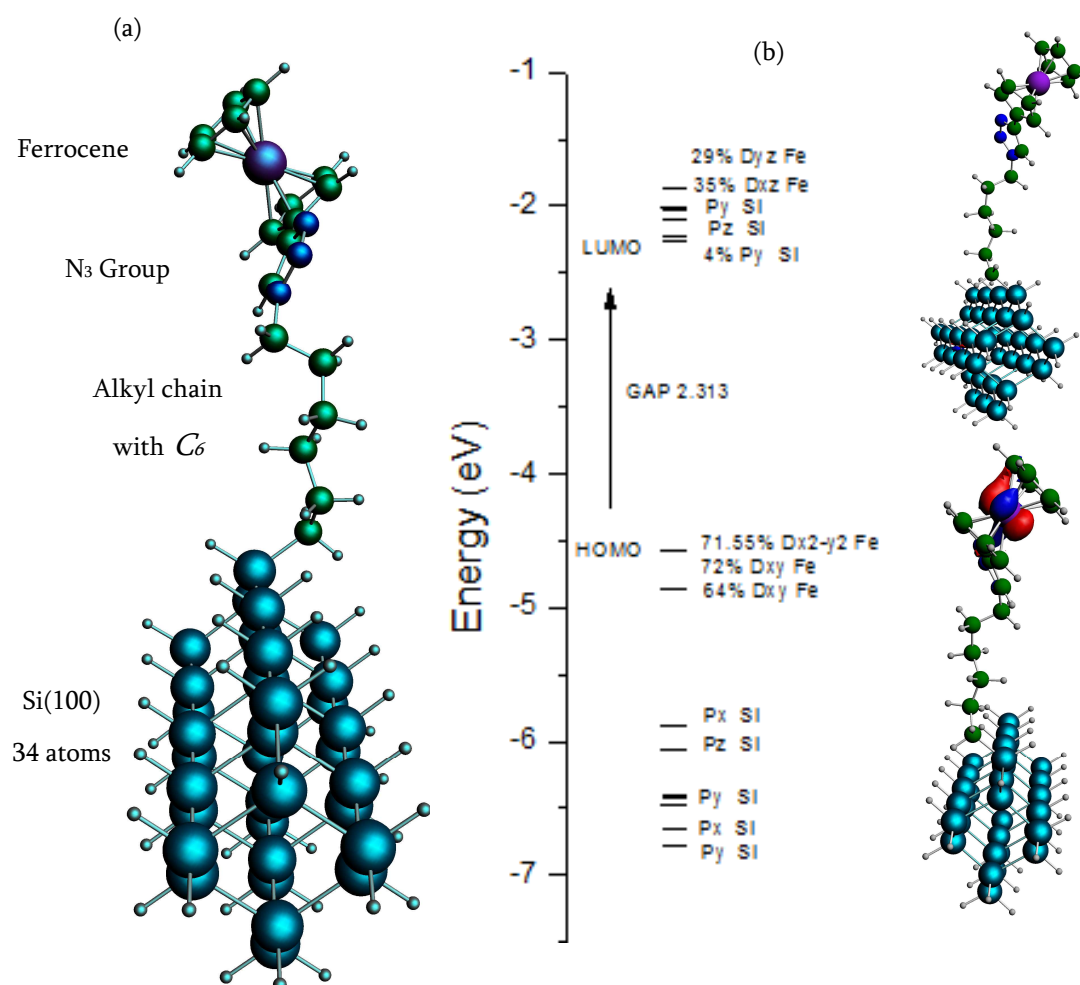 (a)
Ferrocene
N₃ Group
Alkyl chain
with C₆
Si(100)
34 atoms
(b)
Energy (eV)
-1
-2
-3
-4
-5
-6
-7
29% Dyz Fe
35% Dxz Fe
Py SI
Pz SI
LUMO
4% Py SI
GAP 2.313
HOMO
71.55% Dx2-y2 Fe
72% Dxy Fe
64% Dxy Fe
Px SI
Pz SI
Py SI
Px SI
Py SI